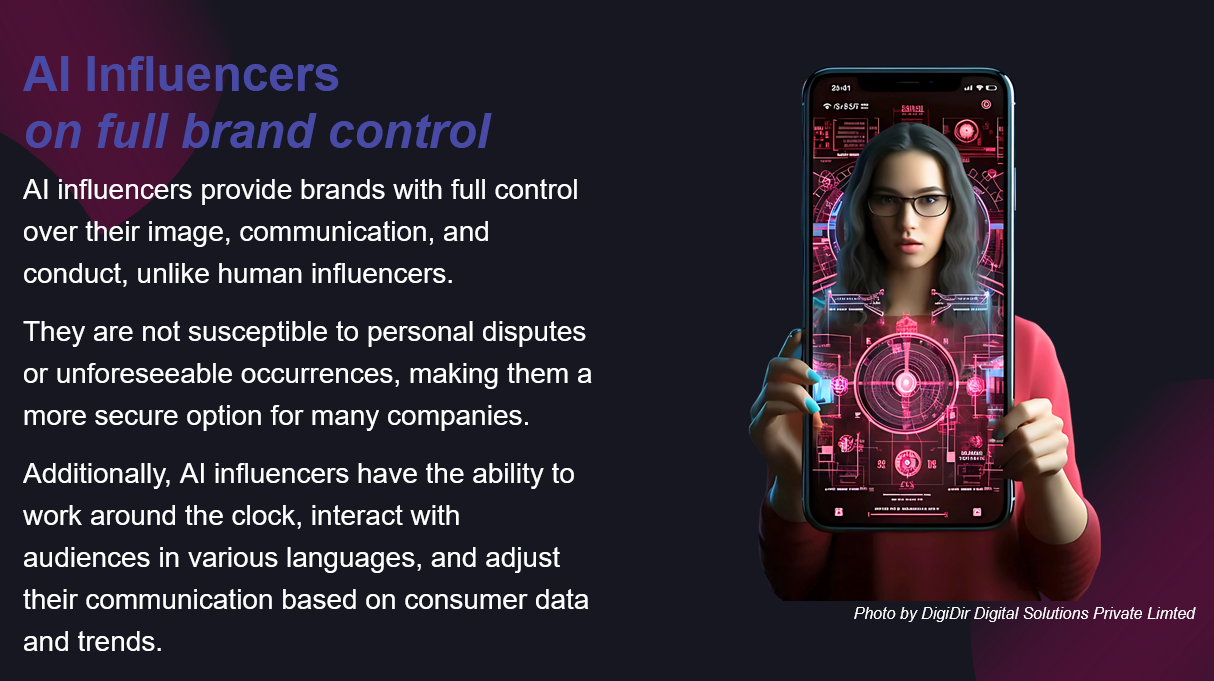 AI Influencers
on full brand control
AI influencers provide brands with full control
over their image, communication, and
conduct, unlike human influencers.
They are not susceptible to personal disputes
or unforeseeable occurrences, making them a
more secure option for many companies.
Additionally, AI influencers have the ability to
work around the clock, interact with
audiences in various languages, and adjust
their communication based on consumer data
and trends.
Photo by DigiDir Digital Solutions Private Limted